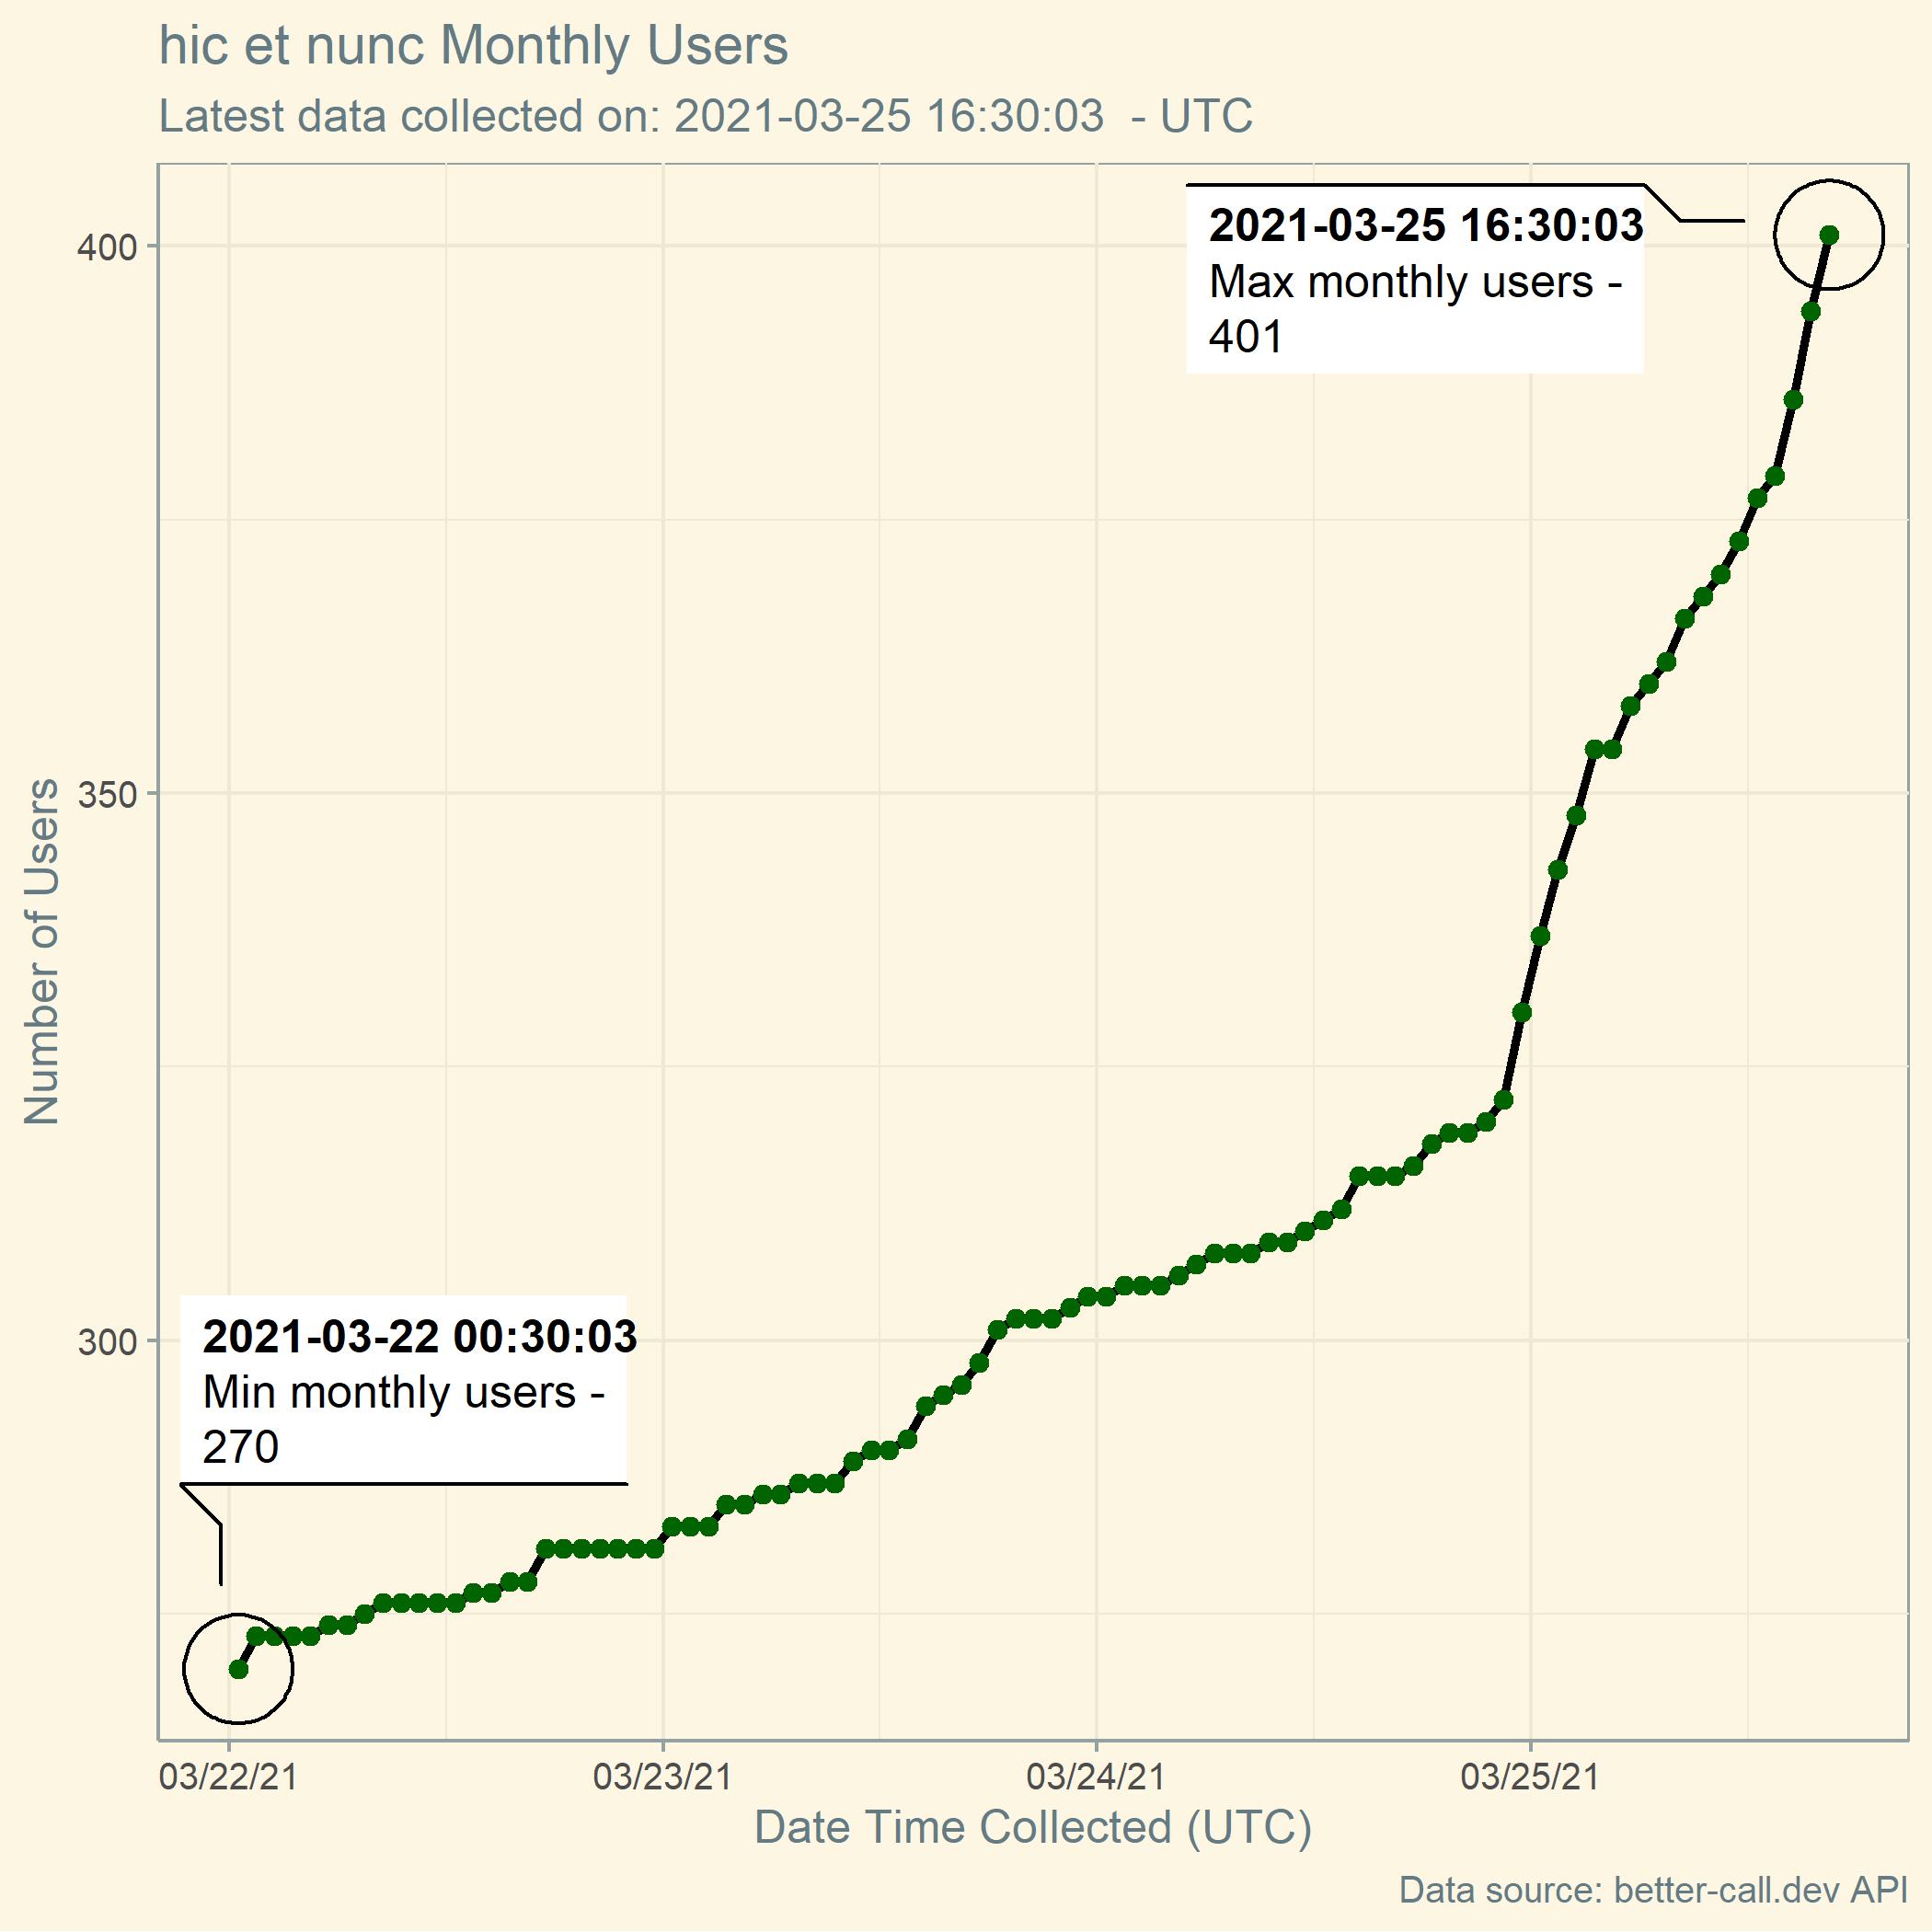 hic et nunc Monthly Users
Latest data collected on: 2021-03-25 16:30:03  - UTC
2021-03-25 16:30:03
Max monthly users -
401
400
350
300
Number of Users
2021-03-22 00:30:03
Min monthly users -
270
03/22/21
03/23/21
03/24/21
03/25/21
Date Time Collected (UTC)
Data source: better-call.dev API